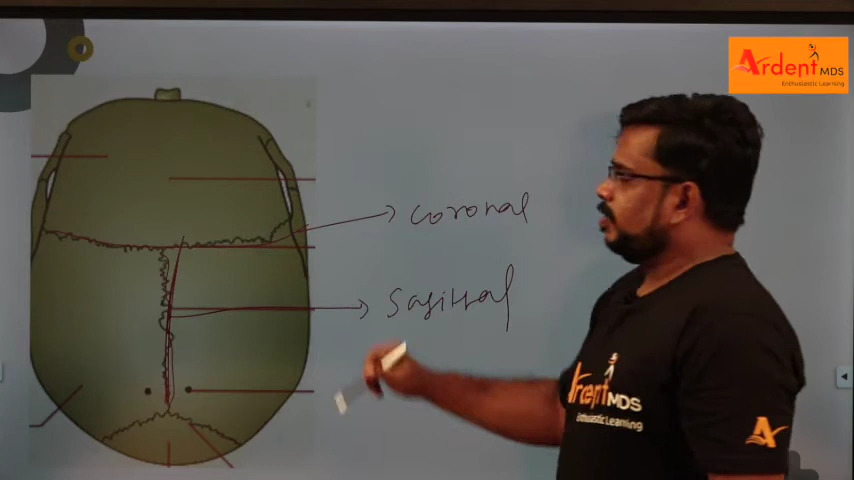 Ardent MDS
Enthusiastic Learning
coronal
sagittal
Ardent MDS
Enthusiastic Learning
A